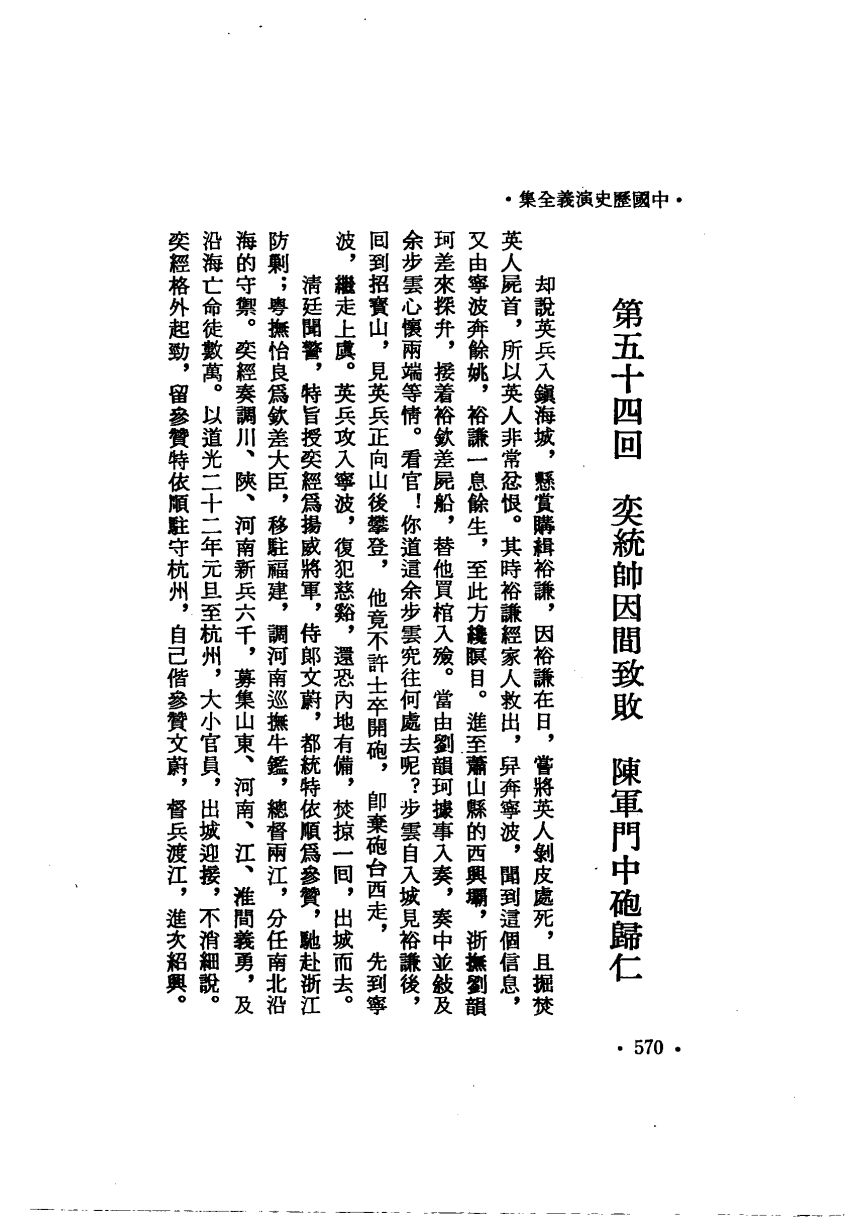 •中國歷史演義全集•
第五十四回　奕統帥因間致敗　陳軍門中砲歸仁
却說英兵入鎭海城，懸賞購緝裕謙，因裕謙在日，嘗將英人剝皮處死，且掘焚
英人屍首，所以英人非常忿恨。其時裕謙經家人救出，舁奔寧波，聞到這個信息，
又由寧波奔餘姚，裕謙一息餘生，至此方纔瞑目。進至蕭山縣的西興壩，浙撫劉韻
珂差來探弁，接着裕欽差屍船，替他買棺入殮。當由劉韻珂據事入奏，奏中並敍及
余步雲心懷兩端等情。看官！你道這余步雲究往何處去呢？步雲自入城見裕謙後，
回到招寳山，見英兵正向山後攀登，他竟不許士卒開砲，卽棄砲台西走，先到寧
波，繼走上虞。英兵攻入寧波，復犯慈谿，還恐內地有備，焚掠一回，出城而去。
淸廷聞警，特旨授奕經爲揚威將軍，侍郎文蔚，都統特依順爲參贊，馳赴浙江
防剿；粵撫怡良爲欽差大臣，移駐福建，調河南巡撫牛鑑，總督兩江，分任南北沿
海的守禦。奕經奏調川、陝、河南新兵六千，募集山東、河南、江、淮間義勇，及
沿海亡命徒數萬。以道光二十二年元旦至杭州，大小官員，出城迎接，不消細說。
奕經格外起勁，留參贊特依順駐守杭州，自己偕參贊文蔚，督兵渡江，進次紹興。
•570•